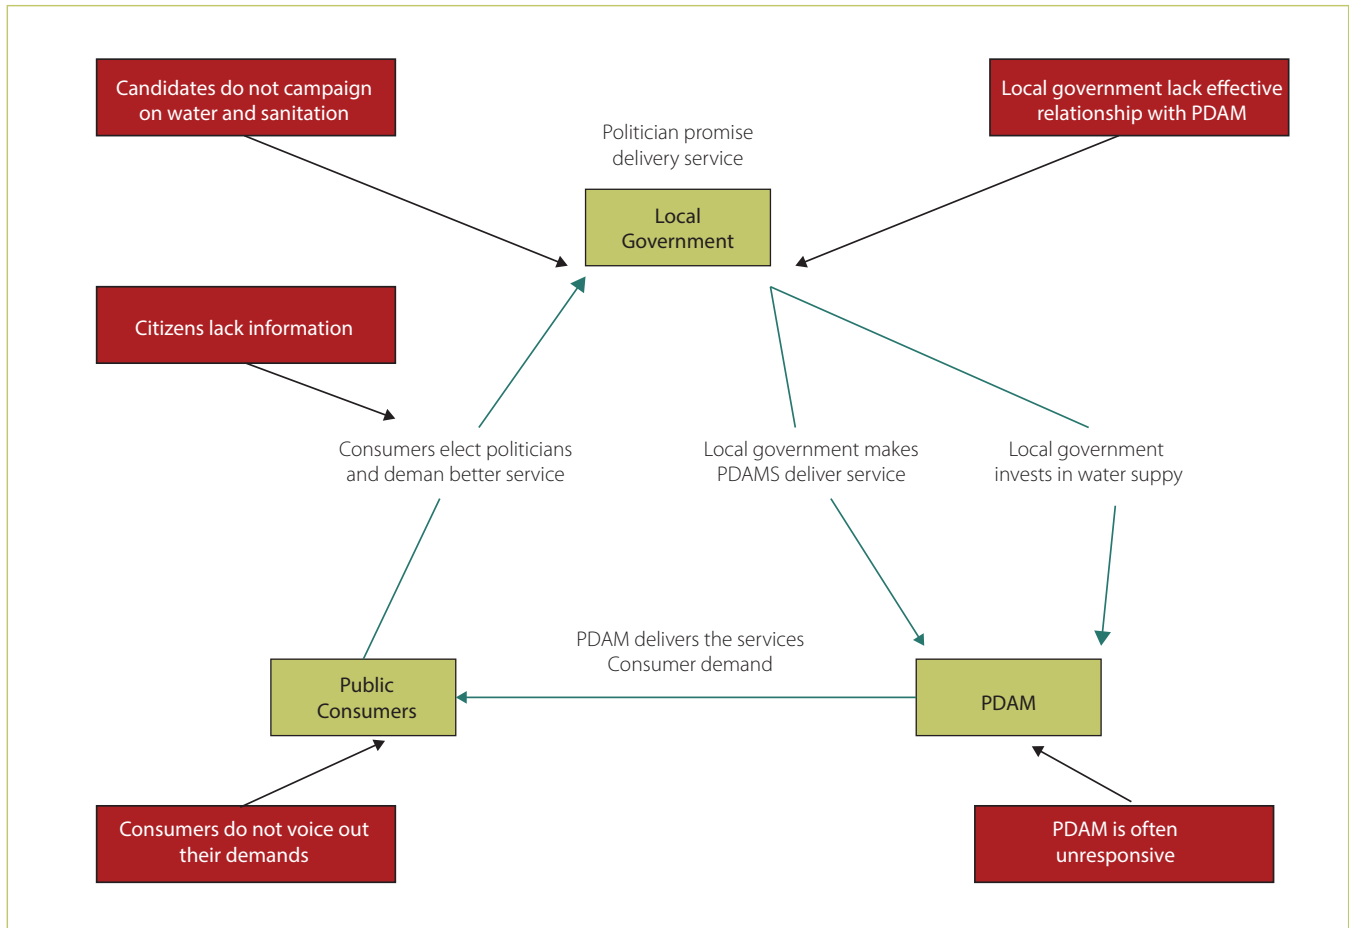 Candidates do not campaign
on water and sanitation
Local government lack effective
relationship with PDAM
Politician promise
delivery service
Local
Government
Citizens lack information
Consumers elect politicians
and deman better service
Local government makes
PDAMS deliver service
Local government
invests in water suppy
PDAM delivers the services
Consumer demand
Public
Consumers
PDAM
Consumers do not voice out
their demands
PDAM is often
unresponsive